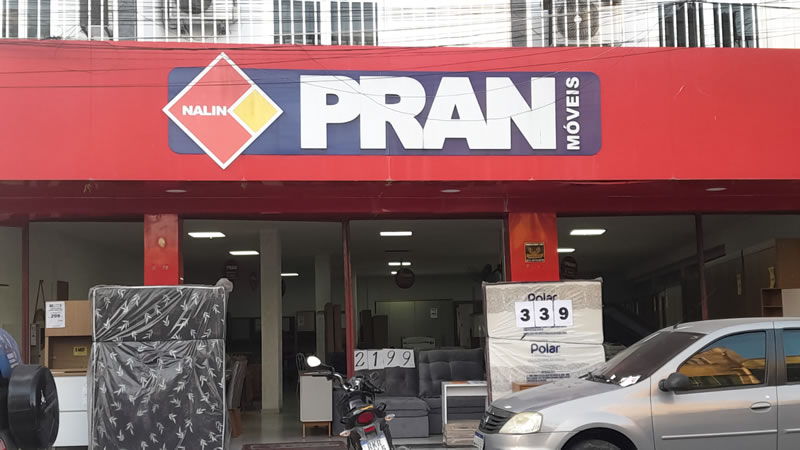 NALIN
PRAN
MÓVEIS
Polar
339
Polar
2199